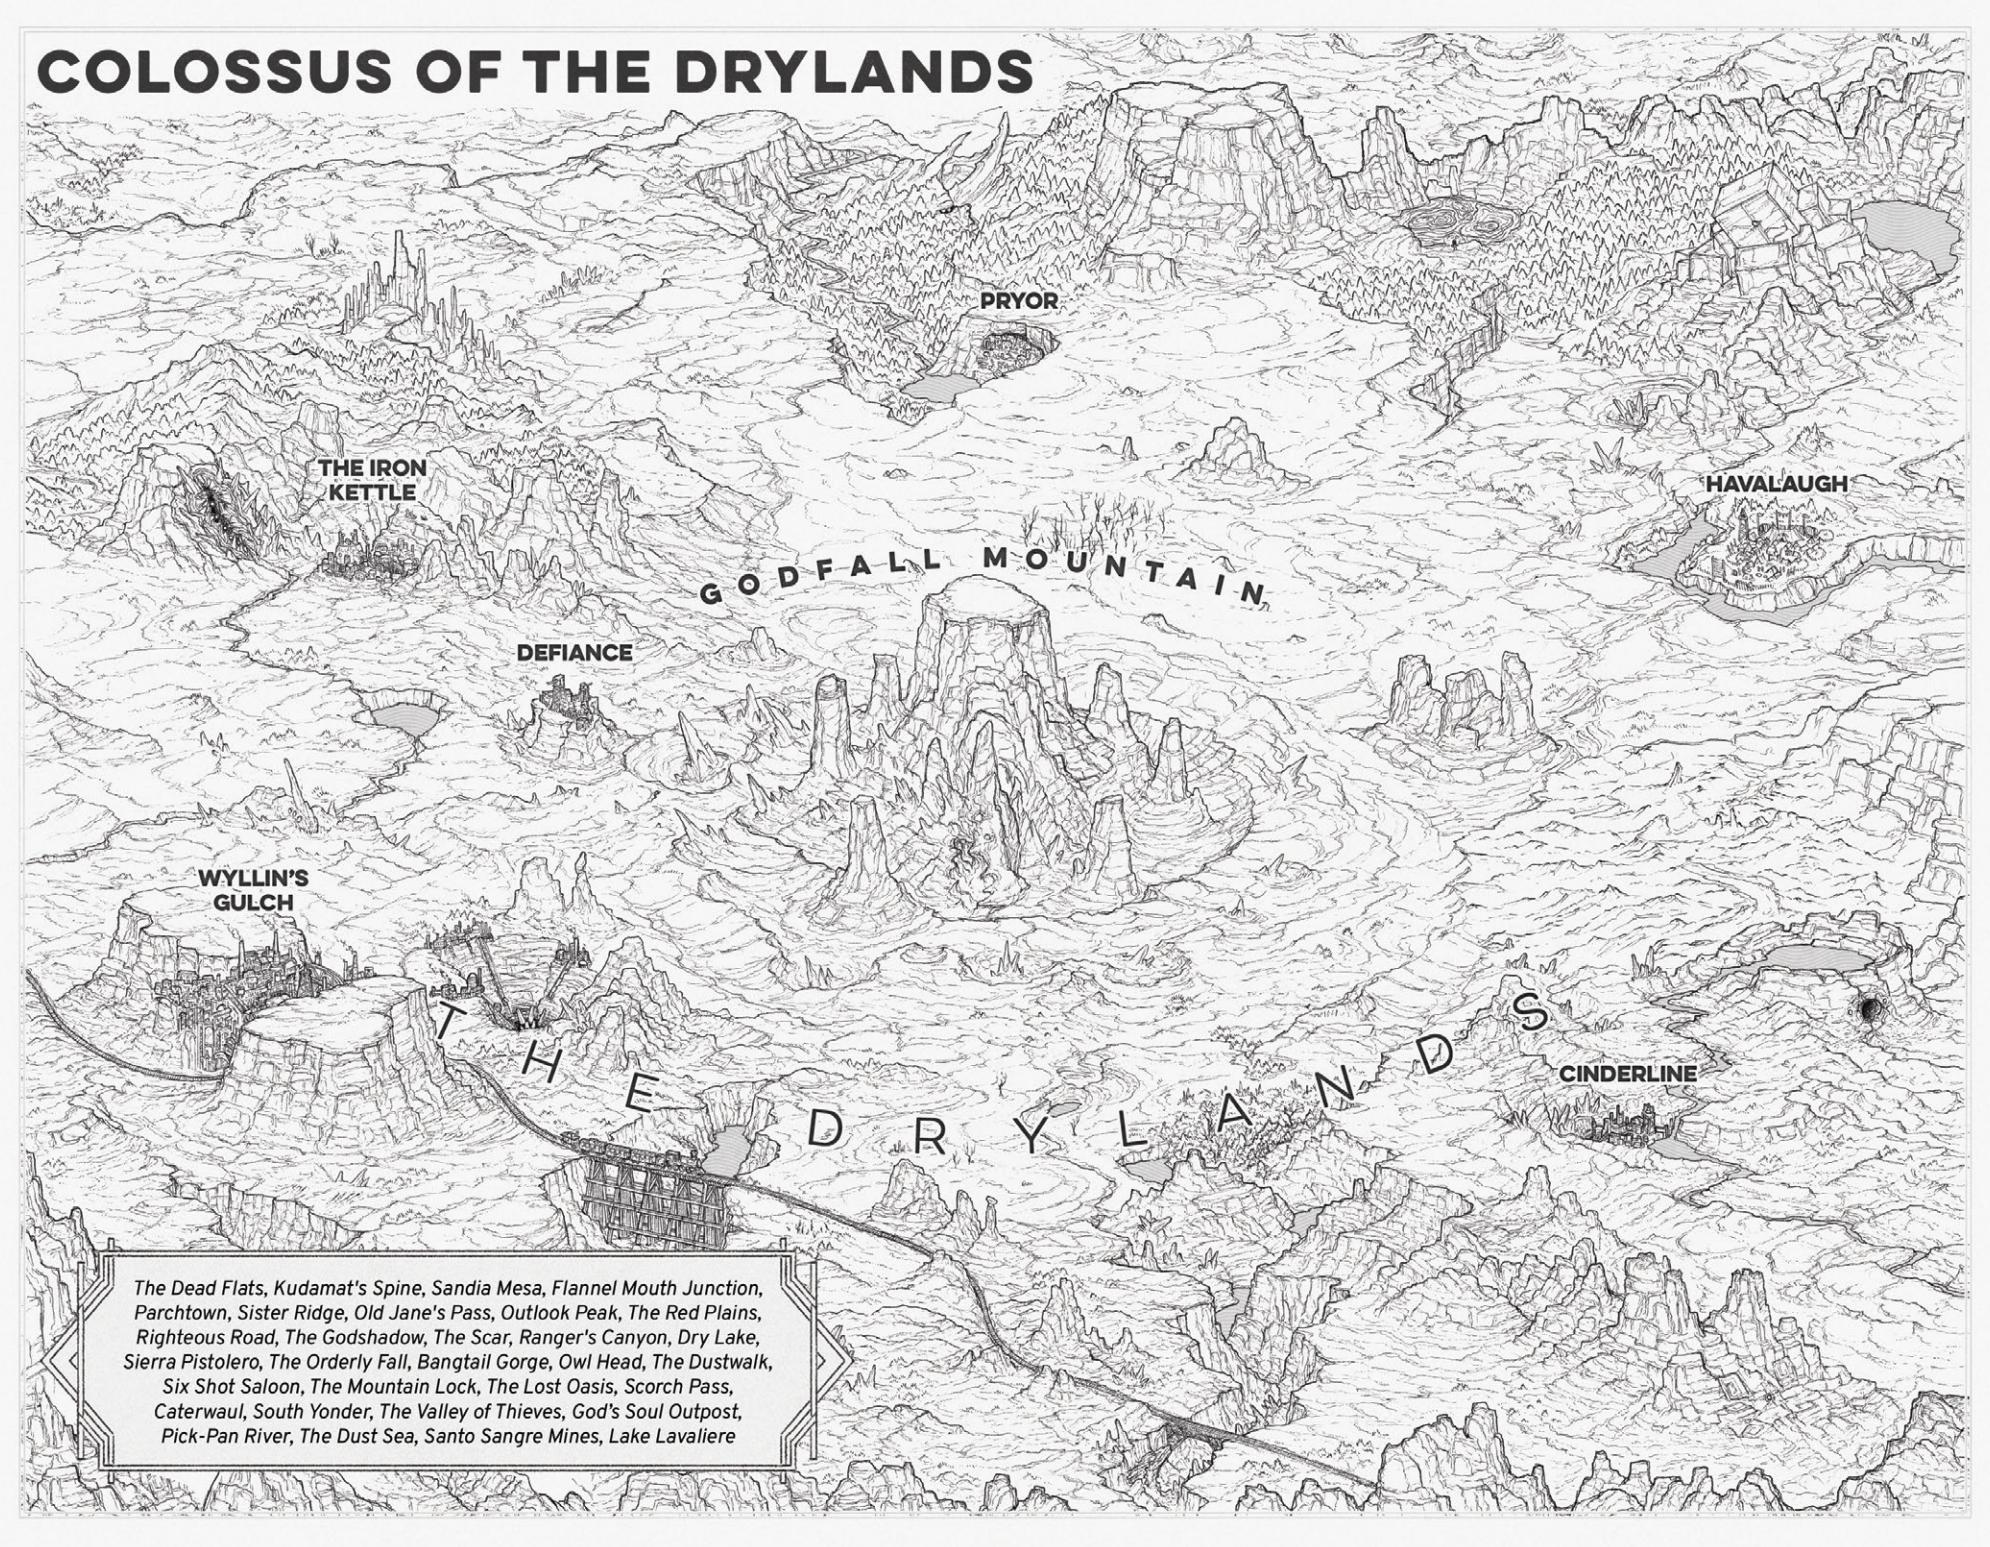 COLOSSUS OF THE DRYLANDS
PRYOR
THE IRON
KETTLE
HAVALAUGH
GODFALL MOUNTAIN
DEFIANCE
WYLLIN'S
GULCH
THE DRYLANDS
CINDERLINE
The Dead Flats, Kudamat's Spine, Sandia Mesa, Flannel Mouth Junction,
Parchtown, Sister Ridge, Old Jane's Pass, Outlook Peak, The Red Plains,
Righteous Road, The Godshadow, The Scar, Ranger's Canyon, Dry Lake,
Sierra Pistolero, The Orderly Fall, Bangtail Gorge, Owl Head, The Dustwalk,
Six Shot Saloon, The Mountain Lock, The Lost Oasis, Scorch Pass,
Caterwaul, South Yonder, The Valley of Thieves, God's Soul Outpost,
Pick-Pan River, The Dust Sea, Santo Sangre Mines, Lake Lavaliere